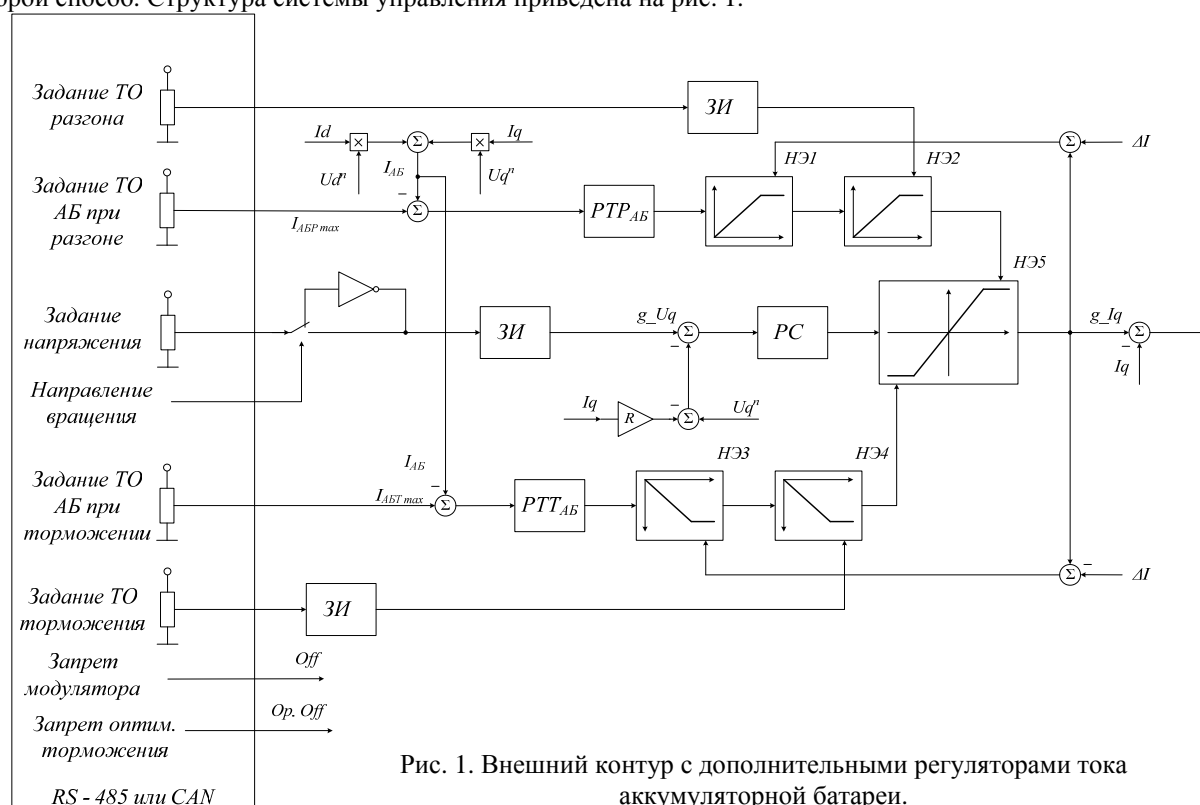 орой способ. Структура системы управления приведена на рис. 1.
Задание ТО
разгона
ЗИ
Id
×
Σ
×
Iq
Σ
ΔI
Ud^n
I_АБ
Uq^n
НЭ1
НЭ2
Задание ТО
АБ при
разгоне
−
Σ
I_АБР max
РТР_АБ
НЭ5
Задание
напряжения
ЗИ
g_Uq
Σ
−
РС
g_Iq
Σ
−
Iq
Направление
вращения
Iq
R
−
−
Σ
Uq^n
I_АБ
НЭ3
НЭ4
Задание ТО
АБ при
торможении
−
I_АБТ max
Σ
РТТ_АБ
Σ
−
ΔI
Задание ТО
торможения
ЗИ
Запрет
модулятора
Off
Запрет оптим.
торможения
Op. Off
RS - 485 или CAN
Рис. 1. Внешний контур с дополнительными регуляторами тока
аккумуляторной батареи.